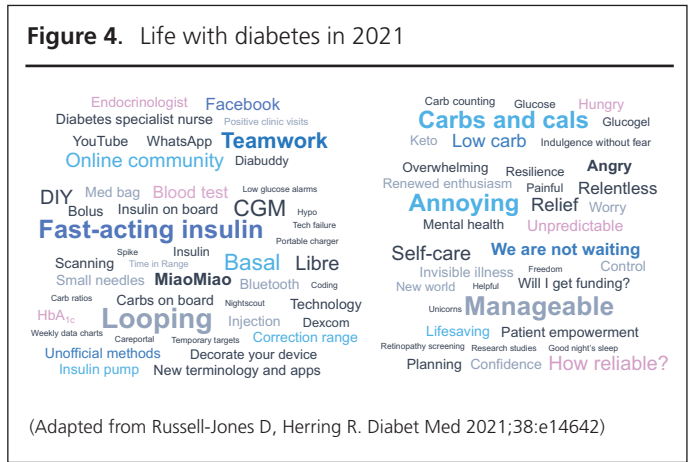 Figure 4. Life with diabetes in 2021
Endocrinologist Facebook
Diabetes specialist nurse Positive clinic visits
YouTube WhatsApp Teamwork
Online community Diabuddy
DIY Med bag Blood test Low glucose alarms
Bolus Insulin on board CGM Hypo
Tech failure
Fast-acting insulin
Portable charger
Spike Insulin
Scanning Time in Range Basal Libre
Small needles MiaoMiao Bluetooth Coding
Carb ratios Carbs on board Nightscout Technology
HbA1c Looping Injection Dexcom
Weekly data charts Careportal Temporary targets Correction range
Unofficial methods Decorate your device
Insulin pump New terminology and apps
Carb counting Glucose Hungry
Carbs and cals Glucogel
Keto Low carb Indulgence without fear
Overwhelming Resilience Angry
Renewed enthusiasm Painful Relentless
Annoying Relief Worry
Mental health Unpredictable
Self-care We are not waiting
Invisible illness Freedom Control
New world Helpful Will I get funding?
Unicorns Manageable
Lifesaving Patient empowerment
Retinopathy screening Research studies Good night's sleep
Planning Confidence How reliable?
(Adapted from Russell-Jones D, Herring R. Diabet Med 2021;38:e14642)